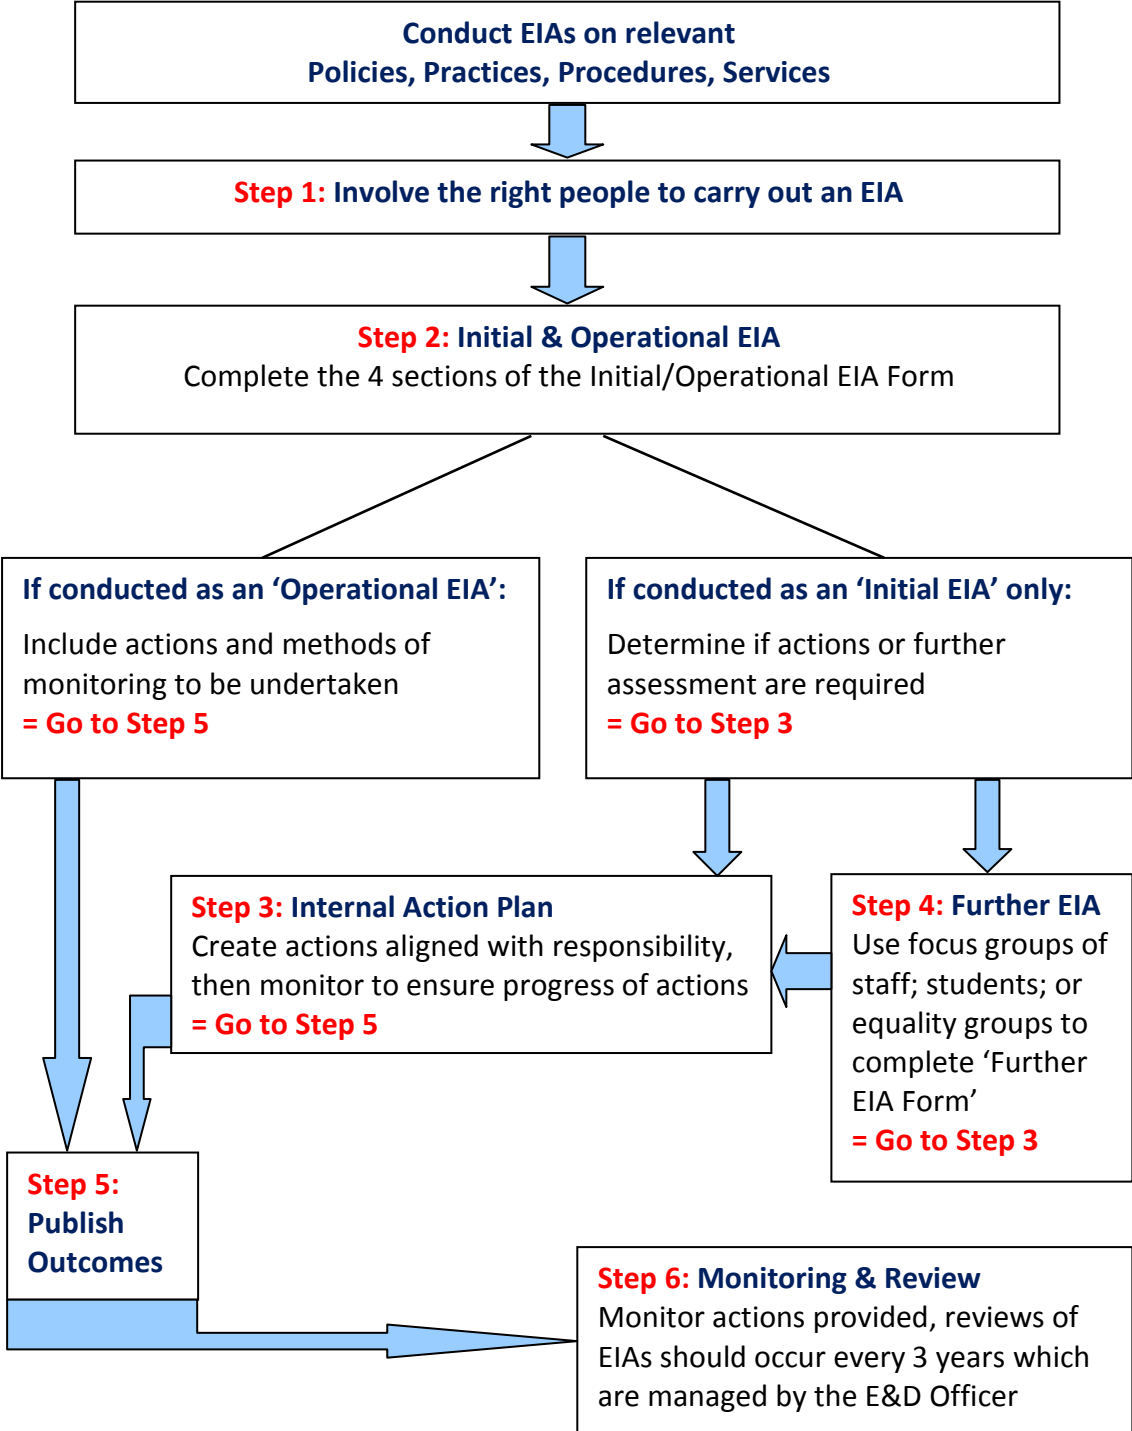 Conduct EIAs on relevant
Policies, Practices, Procedures, Services
Step 1: Involve the right people to carry out an EIA
Step 2: Initial & Operational EIA
Complete the 4 sections of the Initial/Operational EIA Form
If conducted as an ‘Operational EIA’:
Include actions and methods of
monitoring to be undertaken
= Go to Step 5
If conducted as an ‘Initial EIA’ only:
Determine if actions or further
assessment are required
= Go to Step 3
Step 3: Internal Action Plan
Create actions aligned with responsibility,
then monitor to ensure progress of actions
= Go to Step 5
Step 4: Further EIA
Use focus groups of
staff; students; or
equality groups to
complete ‘Further
EIA Form’
= Go to Step 3
Step 5:
Publish
Outcomes
Step 6: Monitoring & Review
Monitor actions provided, reviews of
EIAs should occur every 3 years which
are managed by the E&D Officer